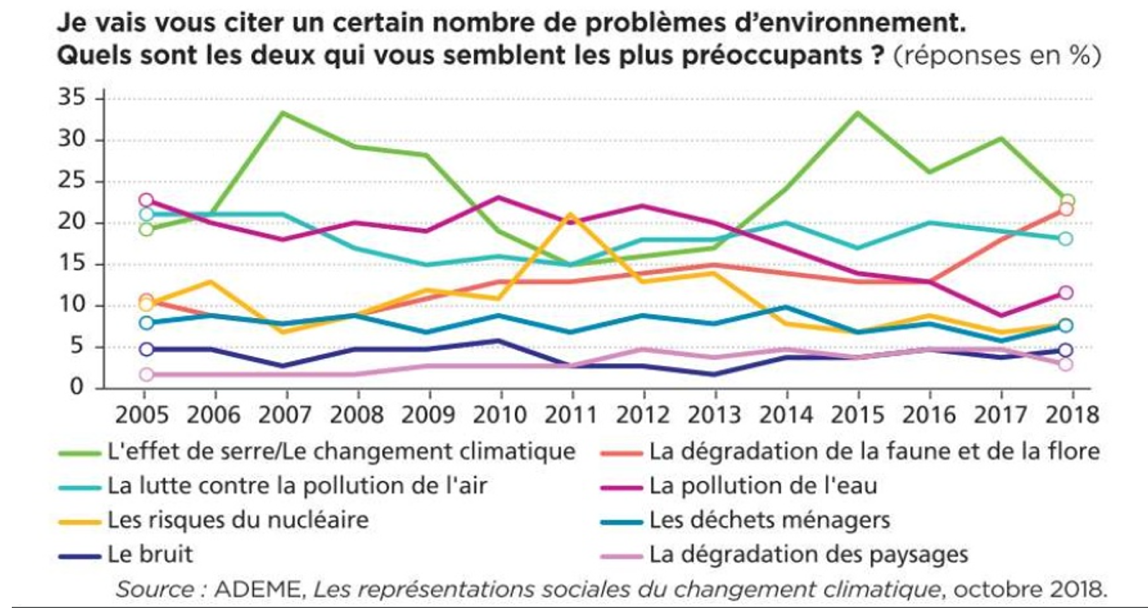 Je vais vous citer un certain nombre de problèmes d'environnement.
Quels sont les deux qui vous semblent les plus préoccupants ? (réponses en %)
35
30
25
20
15
10
5
0
2005 2006 2007 2008 2009 2010 2011 2012 2013 2014 2015 2016 2017 2018
L'effet de serre/Le changement climatique
La dégradation de la faune et de la flore
La lutte contre la pollution de l'air
La pollution de l'eau
Les risques du nucléaire
Les déchets ménagers
Le bruit
La dégradation des paysages
Source : ADEME, Les représentations sociales du changement climatique, octobre 2018.